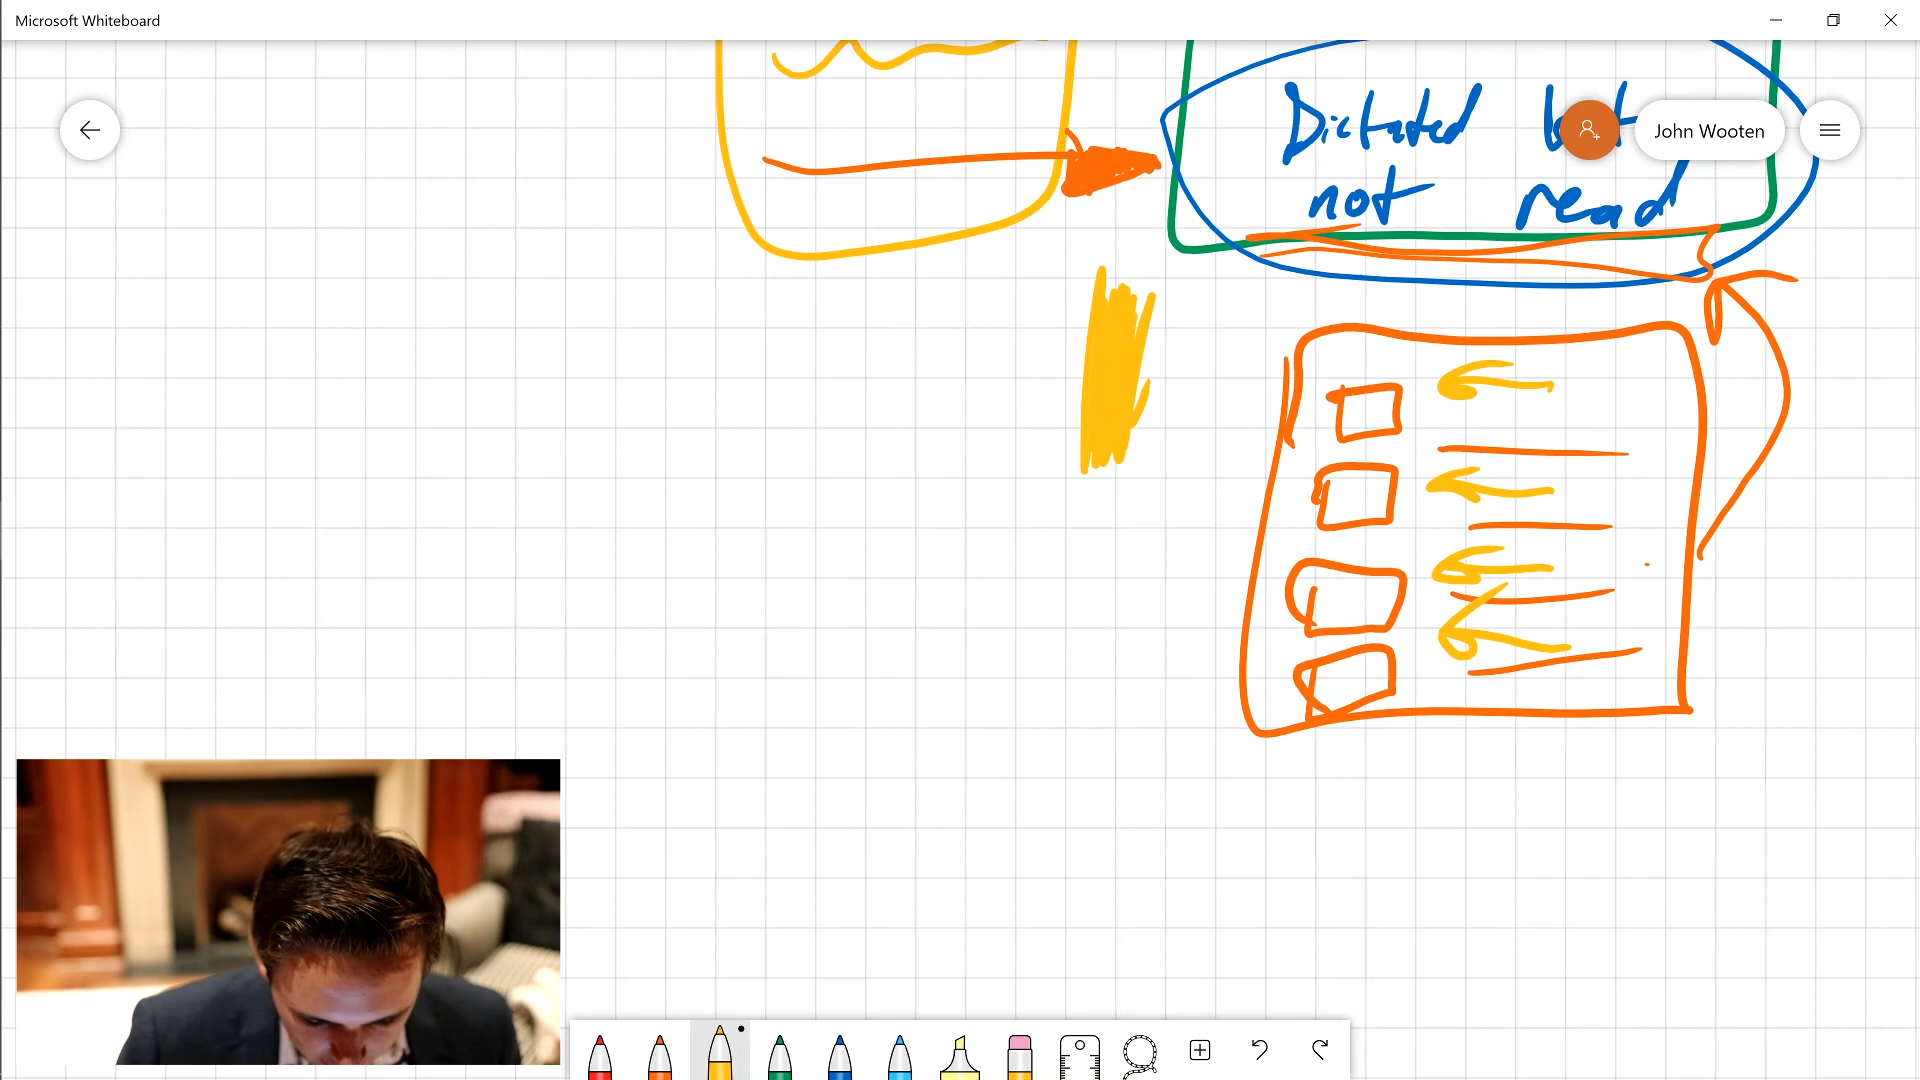 Microsoft Whiteboard
Dictated
John Wooten
not read